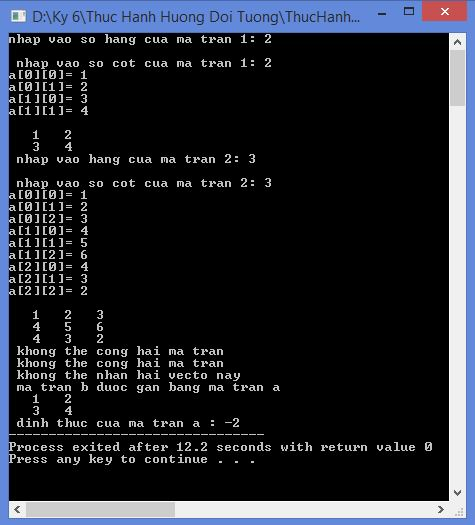 D:\Ky 6\Thuc Hanh Huong Doi Tuong\ThucHanh...
nhap vao so hang cua ma tran 1: 2
nhap vao so cot cua ma tran 1: 2
a[0][0]= 1
a[0][1]= 2
a[1][0]= 3
a[1][1]= 4
1 2
3 4
nhap vao hang cua ma tran 2: 3
nhap vao so cot cua ma tran 2: 3
a[0][0]= 1
a[0][1]= 2
a[0][2]= 3
a[1][0]= 4
a[1][1]= 5
a[1][2]= 6
a[2][0]= 4
a[2][1]= 3
a[2][2]= 2
1 2 3
4 5 6
4 3 2
khong the cong hai ma tran
khong the cong hai ma tran
khong the nhan hai vecto nay
ma tran b duoc gan bang ma tran a
1 2
3 4
dinh thuc cua ma tran a : -2
--------------------------------
Process exited after 12.2 seconds with return value 0
Press any key to continue . . .